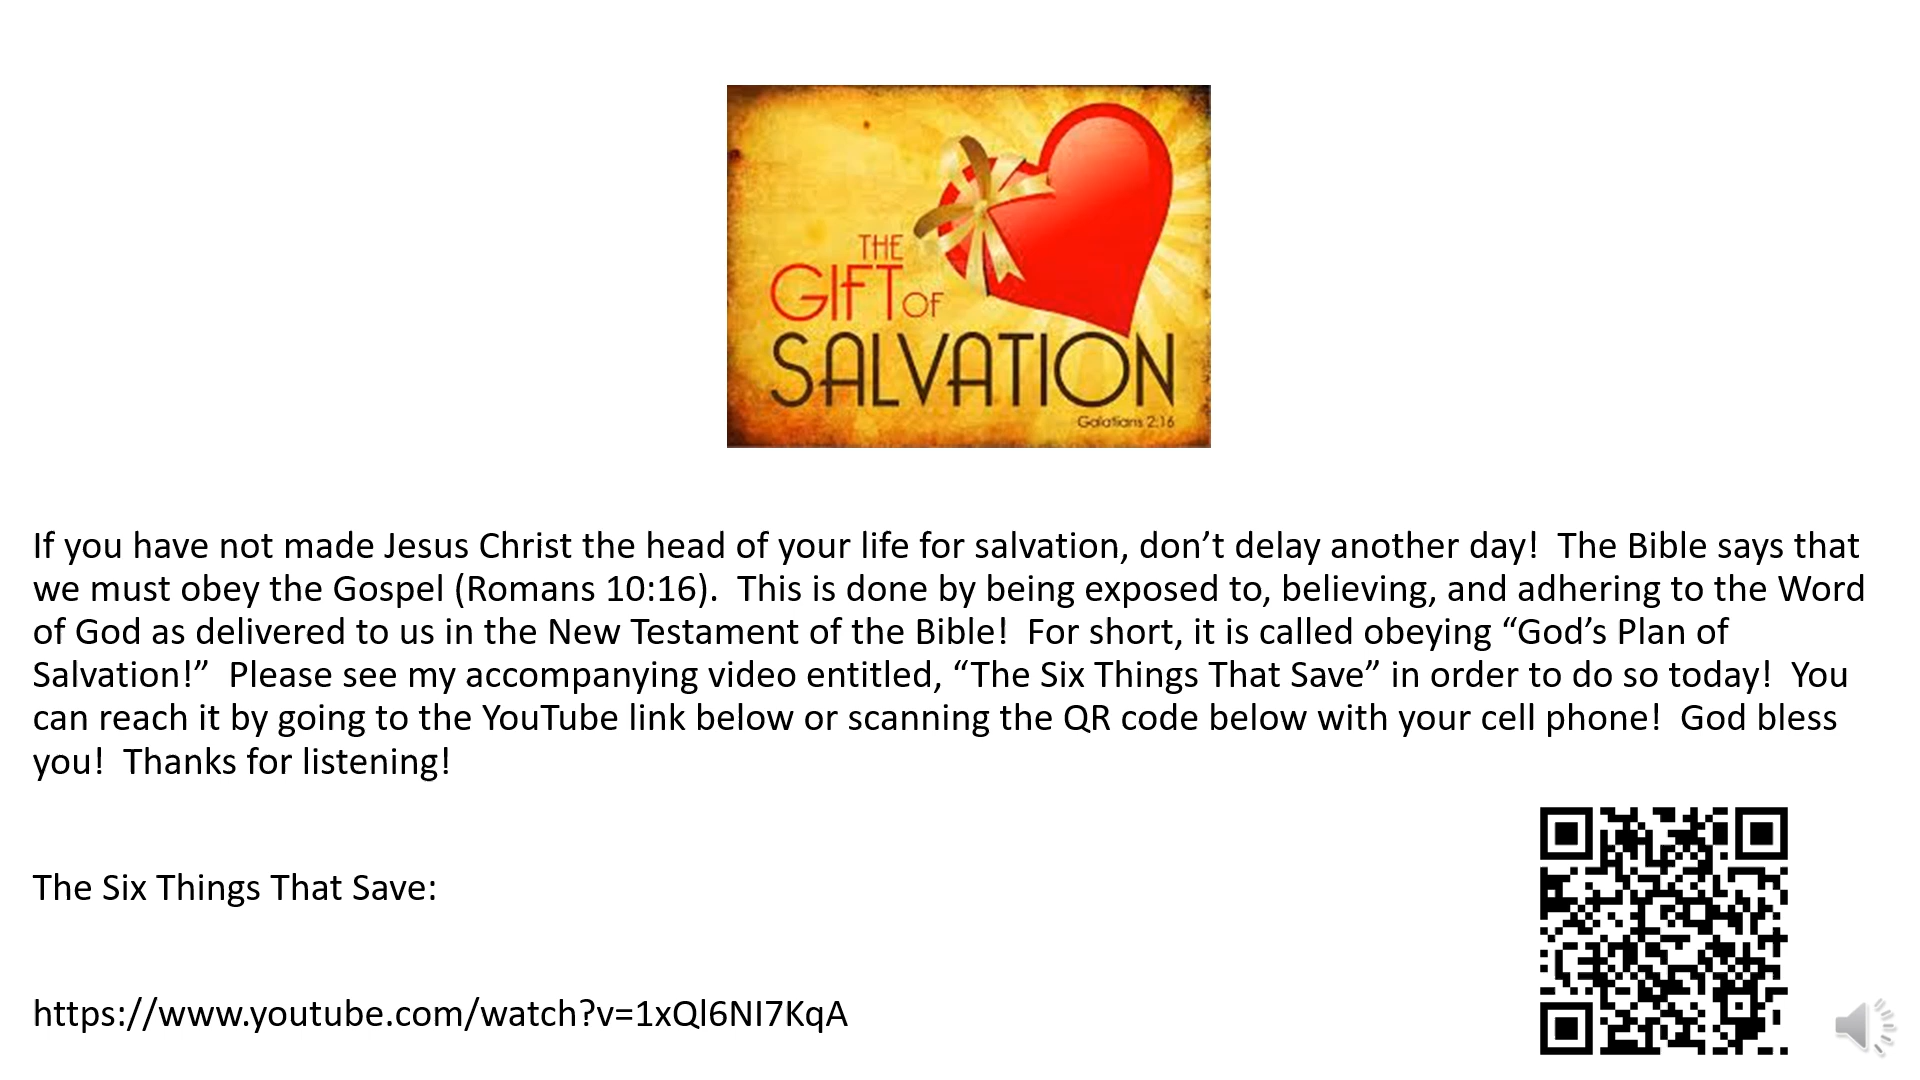 THE
GIFT OF
SALVATION
Galatians 2:16
If you have not made Jesus Christ the head of your life for salvation, don’t delay another day!  The Bible says that
we must obey the Gospel (Romans 10:16).  This is done by being exposed to, believing, and adhering to the Word
of God as delivered to us in the New Testament of the Bible!  For short, it is called obeying “God’s Plan of
Salvation!”  Please see my accompanying video entitled, “The Six Things That Save” in order to do so today!  You
can reach it by going to the YouTube link below or scanning the QR code below with your cell phone!  God bless
you!  Thanks for listening!
The Six Things That Save:
https://www.youtube.com/watch?v=1xQl6NI7KqA